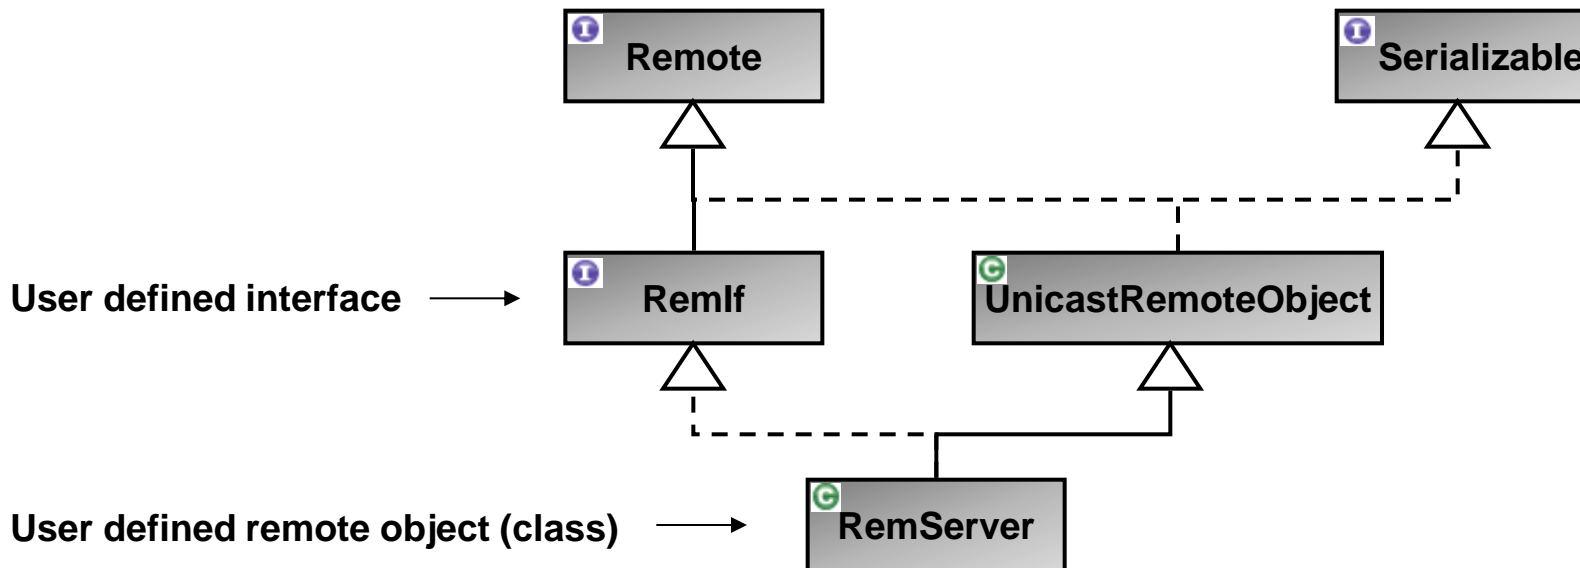 I
Remote
I
Serializable
User defined interface
I
RemIf
C
UnicastRemoteObject
User defined remote object (class)
C
RemServer